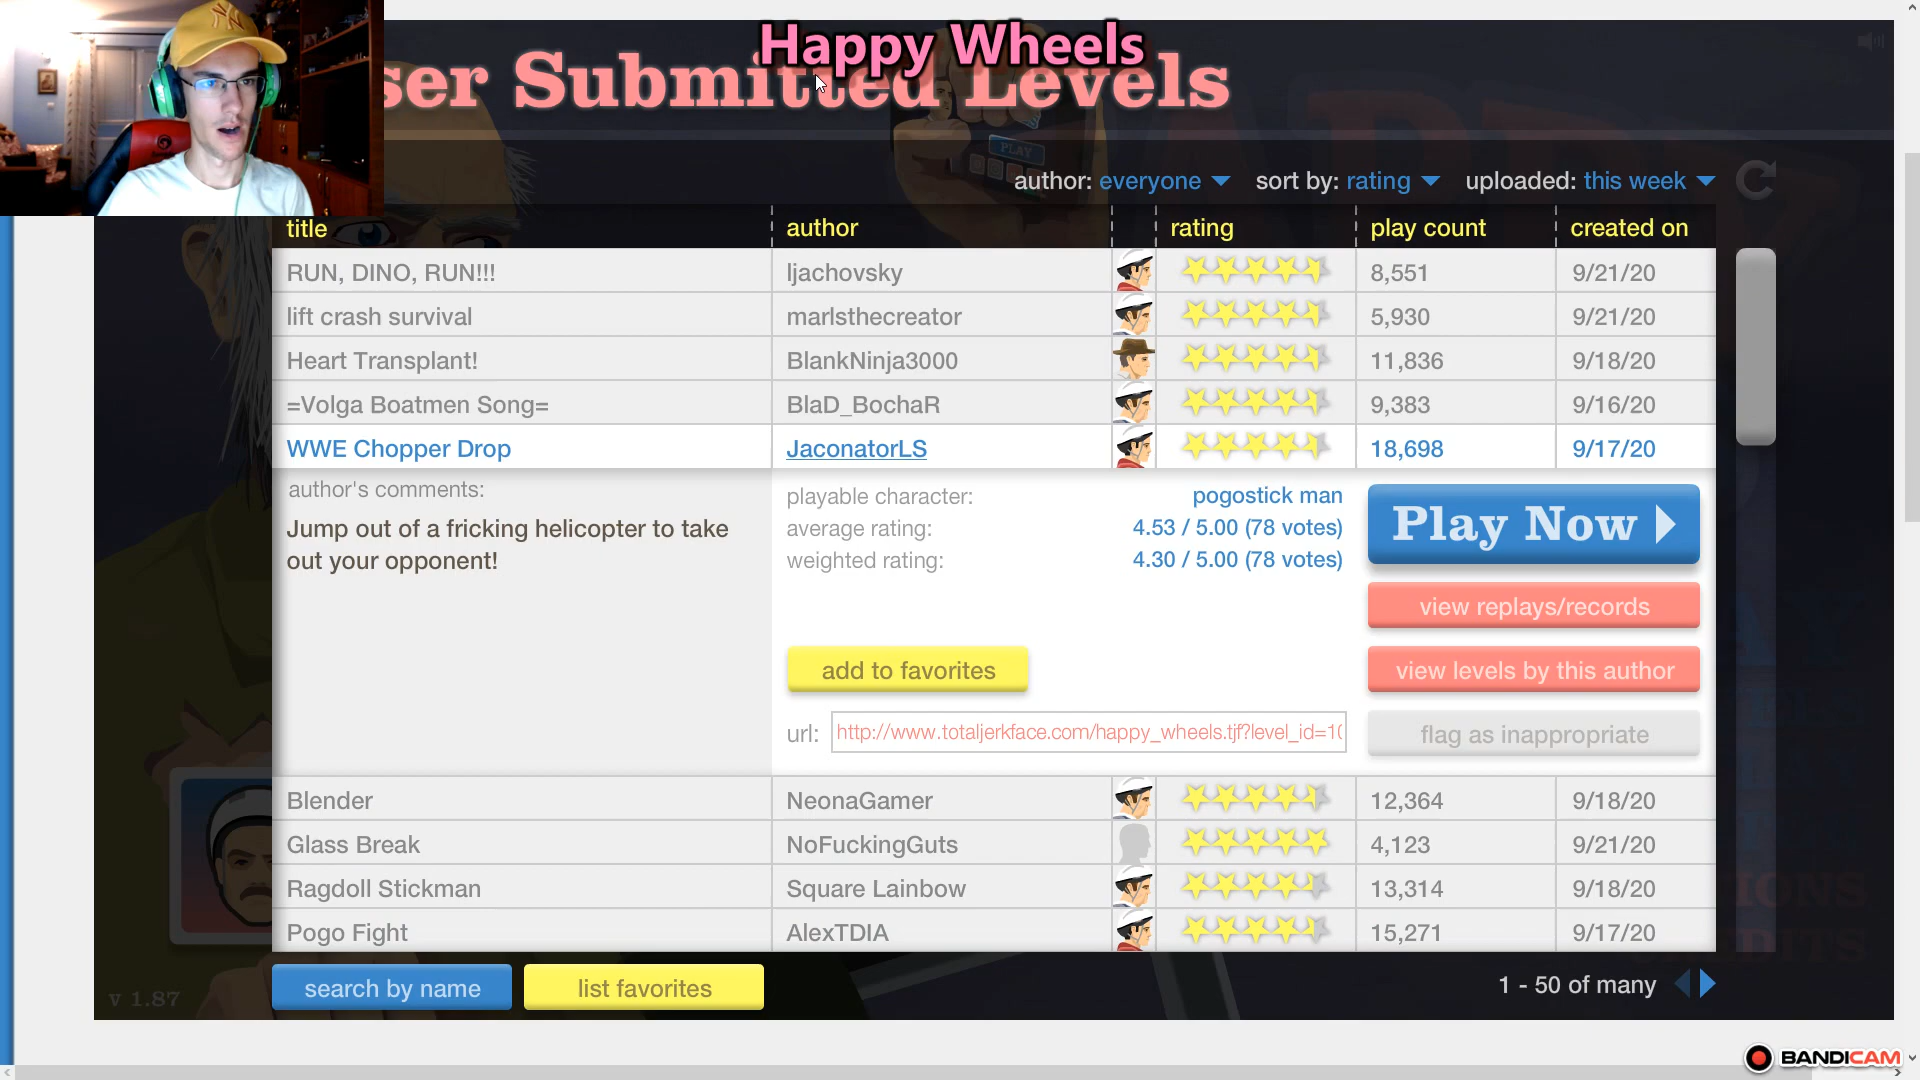 Happy Wheels
ser Submitted Levels
PLAY
author: everyone sort by: rating uploaded: this week
title author rating play count created on
RUN, DINO, RUN!!! ljachovsky 8,551 9/21/20
lift crash survival marlsthecreator 5,930 9/21/20
Heart Transplant! BlankNinja3000 11,836 9/18/20
=Volga Boatmen Song= BlaD_BochaR 9,383 9/16/20
WWE Chopper Drop JaconatorLS 18,698 9/17/20
author's comments:
Jump out of a fricking helicopter to take
out your opponent!
playable character: pogostick man
average rating: 4.53 / 5.00 (78 votes)
weighted rating: 4.30 / 5.00 (78 votes)
Play Now
view replays/records
add to favorites
view levels by this author
url: http://www.totaljerkface.com/happy_wheels.tjf?level_id=1
flag as inappropriate
Blender NeonaGamer 12,364 9/18/20
Glass Break NoFuckingGuts 4,123 9/21/20
Ragdoll Stickman Square Lainbow 13,314 9/18/20
Pogo Fight AlexTDIA 15,271 9/17/20
v 1.87
search by name list favorites 1 - 50 of many
BANDICAM